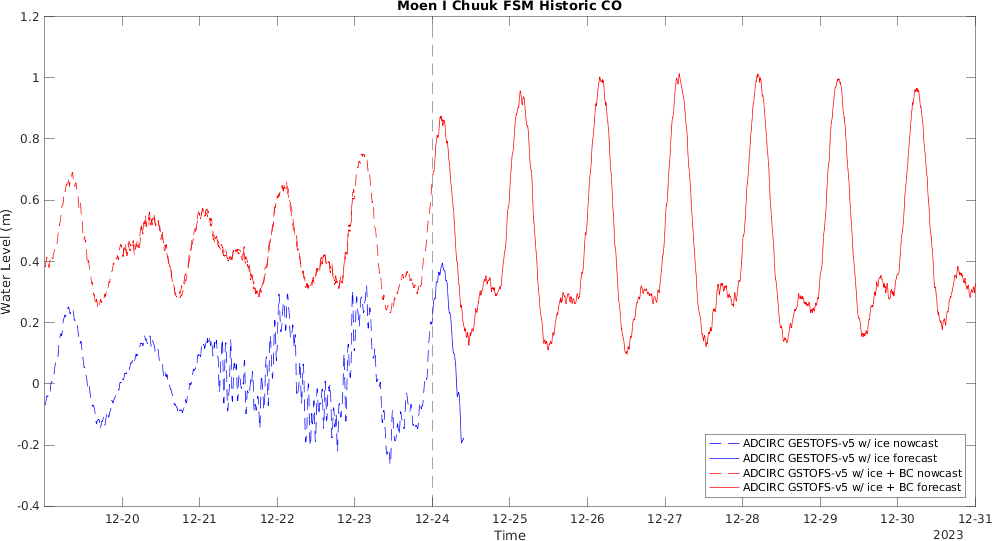 Moen I Chuuk FSM Historic CO
1.2
1
0.8
0.6
0.4
0.2
0
-0.2
-0.4
Water Level (m)
ADCIRC GESTOFS-v5 w/ ice nowcast
ADCIRC GESTOFS-v5 w/ ice forecast
ADCIRC GSTOFS-v5 w/ ice + BC nowcast
ADCIRC GSTOFS-v5 w/ ice + BC forecast
12-20 12-21 12-22 12-23 12-24 12-25 12-26 12-27 12-28 12-29 12-30 12-31
Time
2023